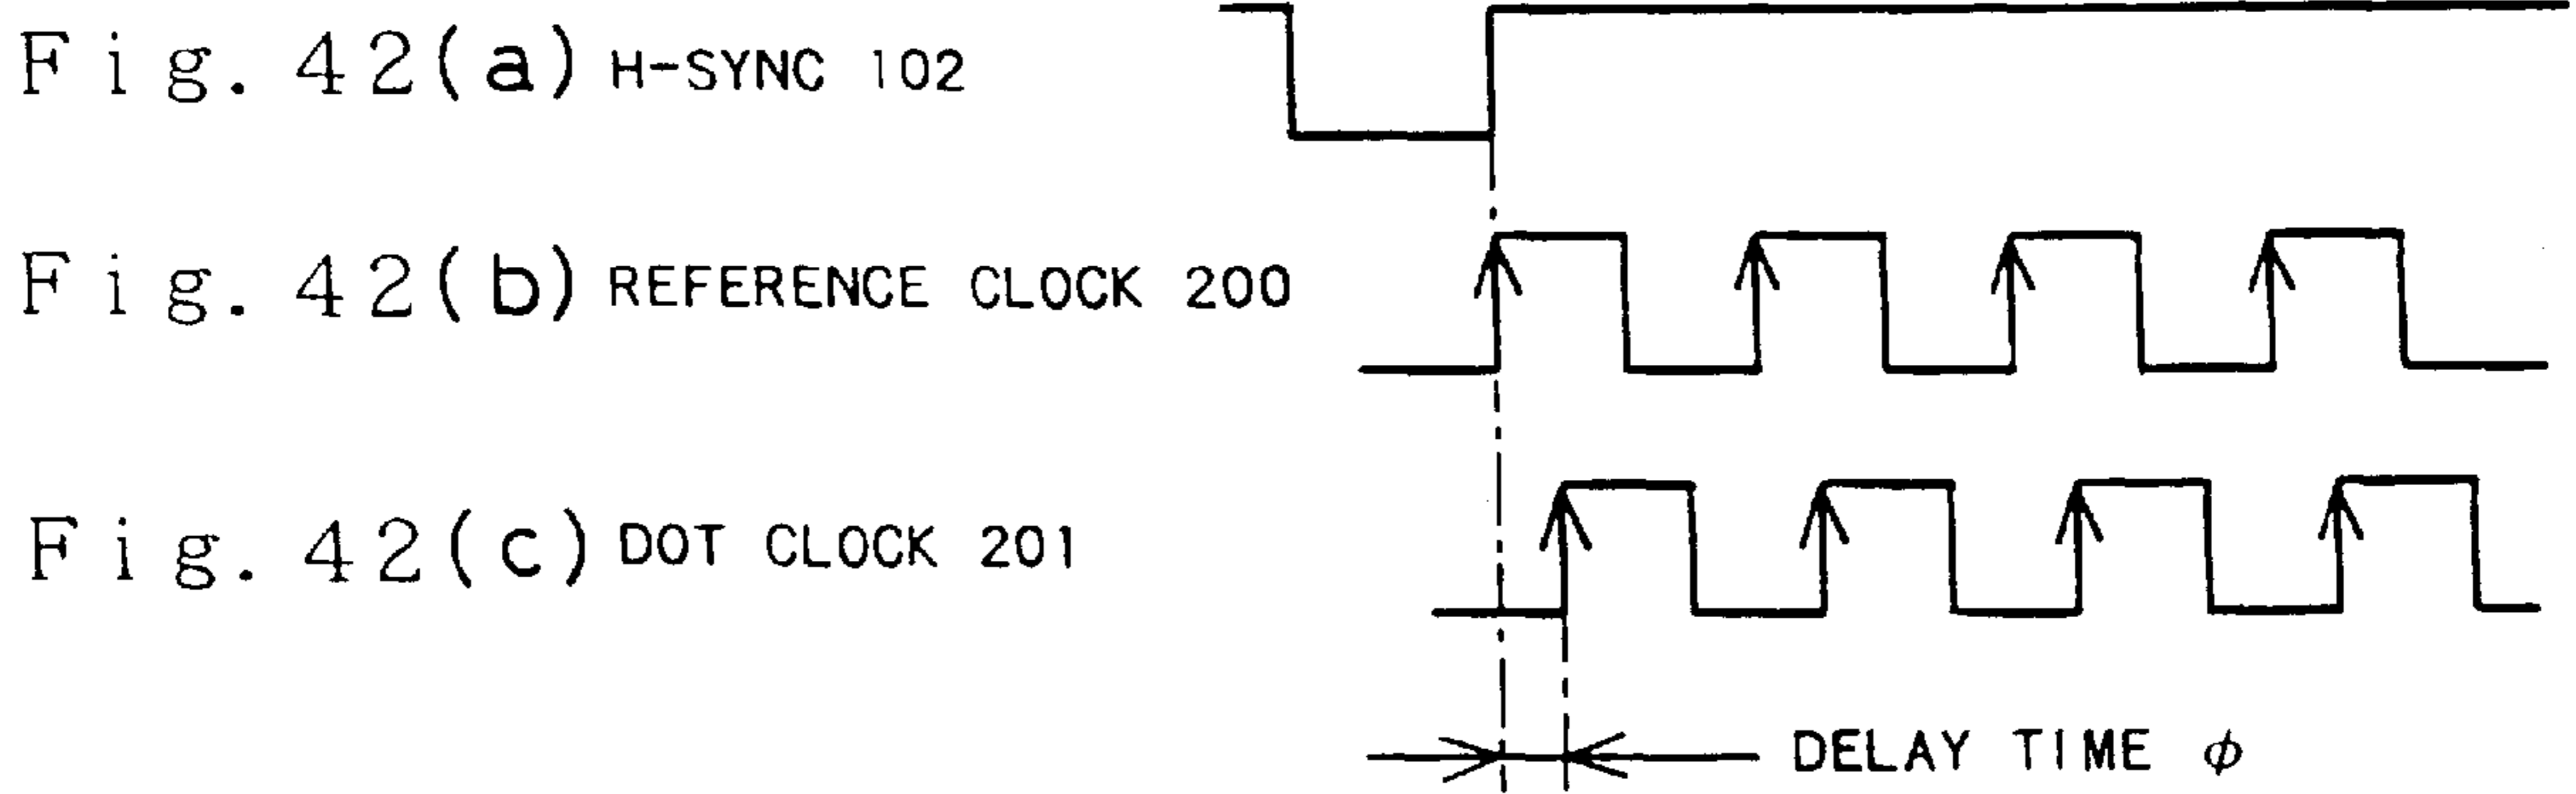 Fig. 42(a) H-SYNC 102
Fig. 42(b) REFERENCE CLOCK 200
Fig. 42(c) DOT CLOCK 201
DELAY TIME ϕ